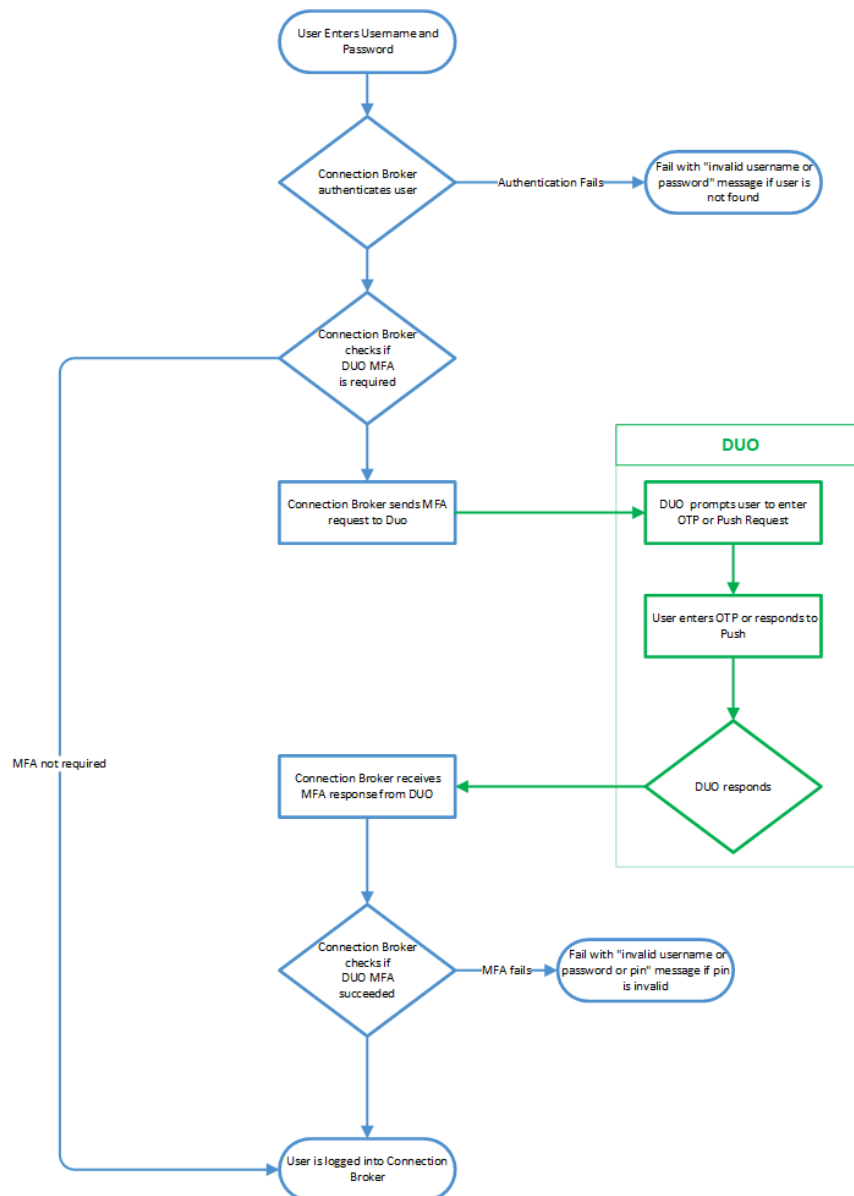 User Enters Username and
Password
Connection Broker
authenticates user
Authentication Fails
Fail with "invalid username or
password" message if user is
not found
Connection Broker
checks if
DUO MFA
is required
DUO
Connection Broker sends MFA
request to Duo
DUO prompts user to enter
OTP or Push Request
User enters OTP or responds to
Push
MFA not required
Connection Broker receives
MFA response from DUO
DUO responds
Connection Broker
checks if
DUO MFA
succeeded
MFA fails
Fail with "invalid username or
password or pin" message if pin
is invalid
User is logged into Connection
Broker